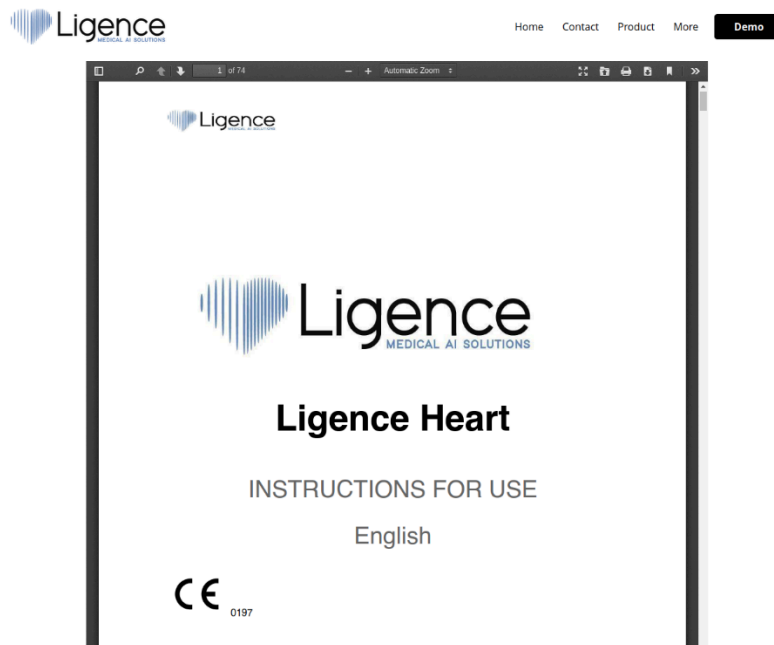 Ligence
MEDICAL AI SOLUTIONS
Home Contact Product More Demo
1 of 74 Automatic Zoom
Ligence
MEDICAL AI SOLUTIONS
Ligence
MEDICAL AI SOLUTIONS
Ligence Heart
INSTRUCTIONS FOR USE
English
CE 0197